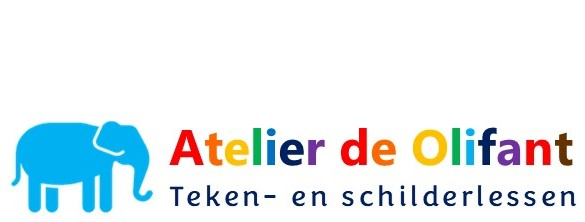 Atelier de Olifant
Teken- en schilderlessen